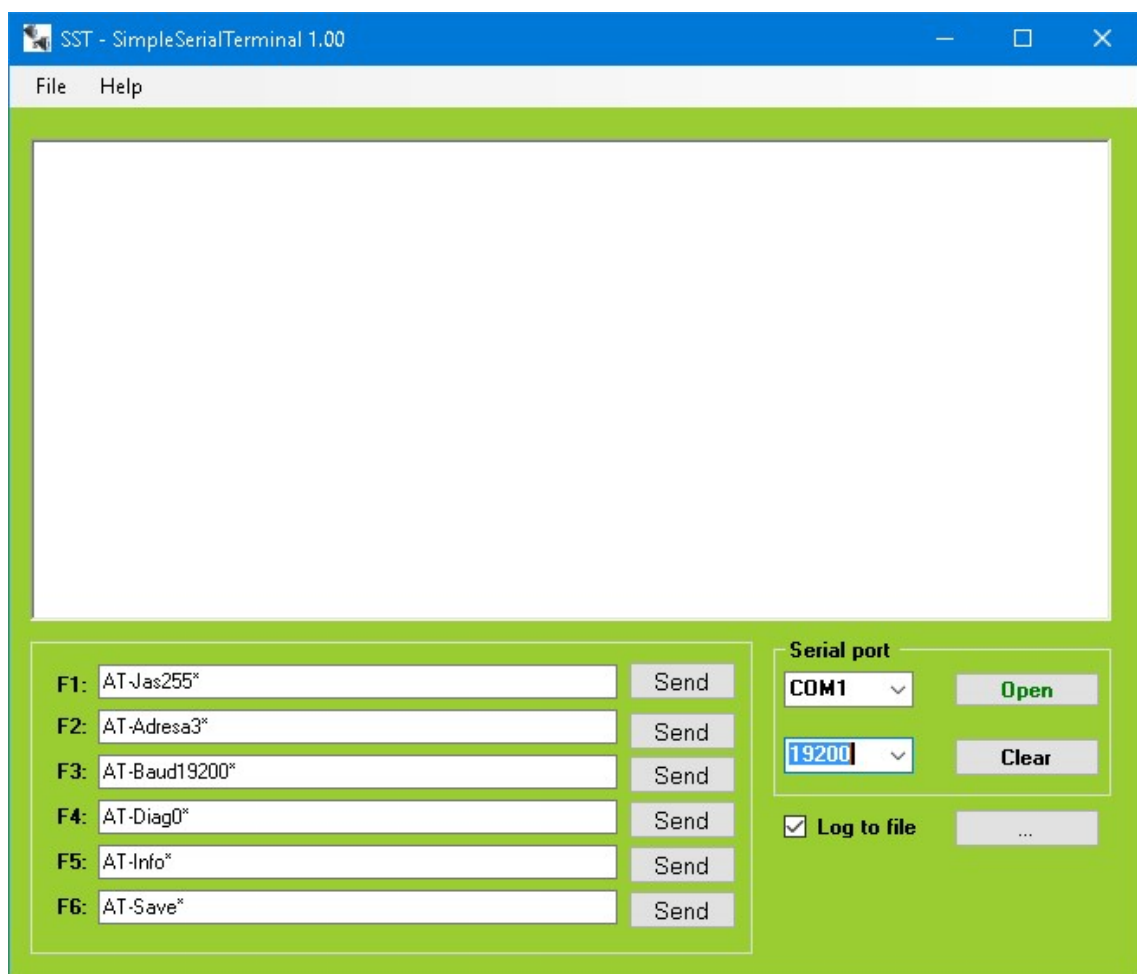 SST - SimpleSerialTerminal 1.00
File Help
F1: AT-Jas255* Send
F2: AT-Adresa3* Send
F3: AT-Baud19200* Send
F4: AT-Diag0* Send
F5: AT-Info* Send
F6: AT-Save* Send
Serial port
COM1 Open
19200 Clear
Log to file ...